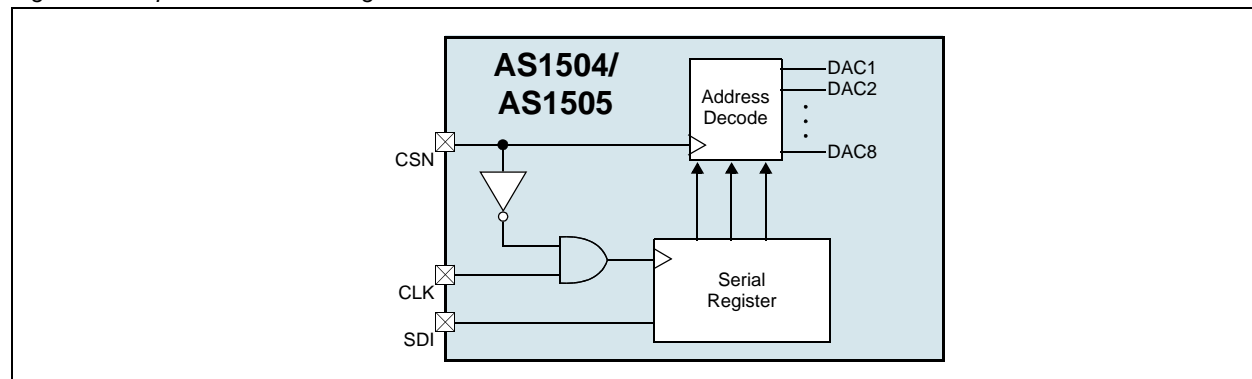 AS1504/
AS1505
Address
Decode
DAC1
DAC2
DAC8
CSN
CLK
SDI
Serial
Register